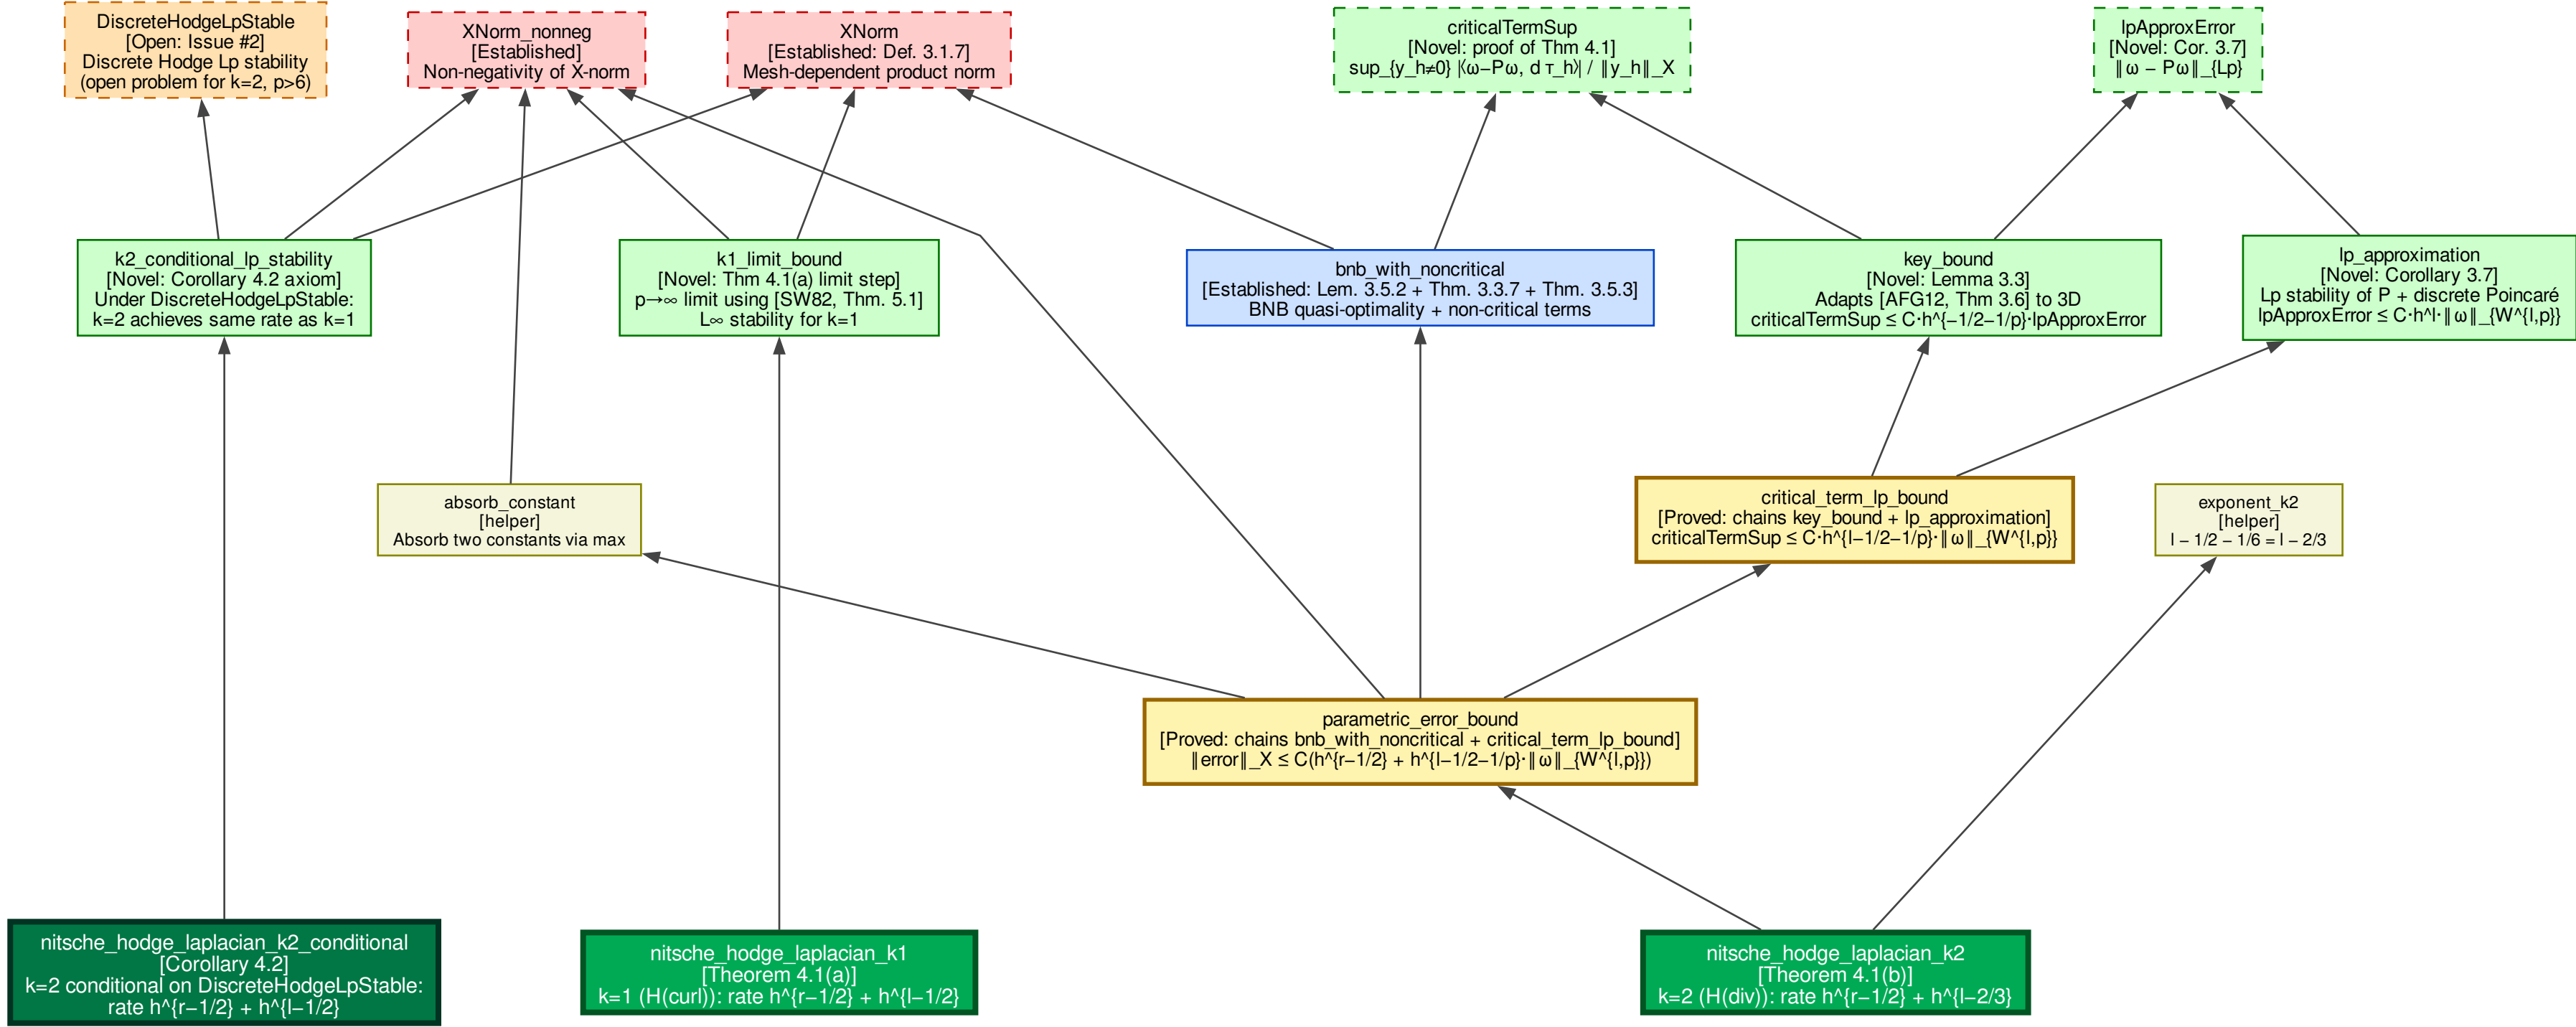 DiscreteHodgeLpStable
[Open: Issue #2]
Discrete Hodge Lp stability
(open problem for k=2, p>6)
XNorm_nonneg
[Established]
Non-negativity of X-norm
XNorm
[Established: Def. 3.1.7]
Mesh-dependent product norm
criticalTermSup
[Novel: proof of Thm 4.1]
sup_{y_h≠0} |⟨ω−Pω, d τ_h⟩| / ‖y_h‖_X
lpApproxError
[Novel: Cor. 3.7]
‖ω − Pω‖_{Lp}
k2_conditional_lp_stability
[Novel: Corollary 4.2 axiom]
Under DiscreteHodgeLpStable:
k=2 achieves same rate as k=1
k1_limit_bound
[Novel: Thm 4.1(a) limit step]
p→∞ limit using [SW82, Thm. 5.1]
L∞ stability for k=1
bnb_with_noncritical
[Established: Lem. 3.5.2 + Thm. 3.3.7 + Thm. 3.5.3]
BNB quasi-optimality + non-critical terms
key_bound
[Novel: Lemma 3.3]
Adapts [AFG12, Thm 3.6] to 3D
criticalTermSup ≤ C·h^{−1/2−1/p}·lpApproxError
lp_approximation
[Novel: Corollary 3.7]
Lp stability of P + discrete Poincaré
lpApproxError ≤ C·h^l·‖ω‖_{W^{l,p}}
absorb_constant
[helper]
Absorb two constants via max
critical_term_lp_bound
[Proved: chains key_bound + lp_approximation]
criticalTermSup ≤ C·h^{l−1/2−1/p}·‖ω‖_{W^{l,p}}
exponent_k2
[helper]
l − 1/2 − 1/6 = l − 2/3
parametric_error_bound
[Proved: chains bnb_with_noncritical + critical_term_lp_bound]
‖error‖_X ≤ C(h^{r−1/2} + h^{l−1/2−1/p}·‖ω‖_{W^{l,p}})
nitsche_hodge_laplacian_k2_conditional
[Corollary 4.2]
k=2 conditional on DiscreteHodgeLpStable:
rate h^{r−1/2} + h^{l−1/2}
nitsche_hodge_laplacian_k1
[Theorem 4.1(a)]
k=1 (H(curl)): rate h^{r−1/2} + h^{l−1/2}
nitsche_hodge_laplacian_k2
[Theorem 4.1(b)]
k=2 (H(div)): rate h^{r−1/2} + h^{l−2/3}